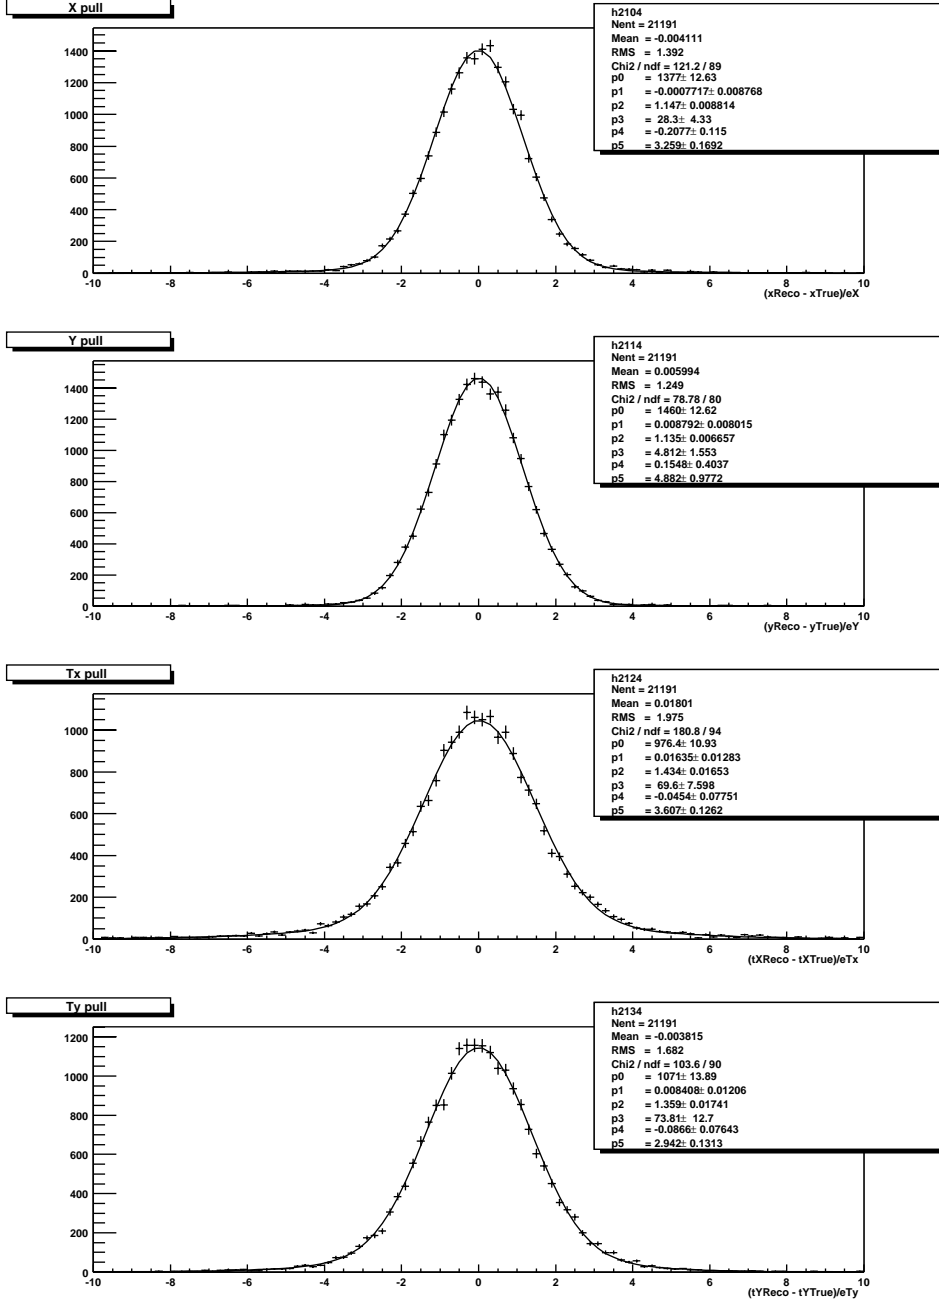 X pull
h2104
Nent = 21191
Mean = -0.004111
RMS = 1.392
Chi2 / ndf = 121.2 / 89
p0 = 1377± 12.63
p1 = -0.0007717± 0.008768
p2 = 1.147± 0.008814
p3 = 28.3± 4.33
p4 = -0.2077± 0.115
p5 = 3.259± 0.1692
1400
1200
1000
800
600
400
200
0
-10 -8 -6 -4 -2 0 2 4 6 8 10
(xReco - xTrue)/eX
Y pull
h2114
Nent = 21191
Mean = 0.005994
RMS = 1.249
Chi2 / ndf = 78.78 / 80
p0 = 1460± 12.62
p1 = 0.008792± 0.008015
p2 = 1.135± 0.006657
p3 = 4.812± 1.553
p4 = 0.1548± 0.4037
p5 = 4.882± 0.9772
1400
1200
1000
800
600
400
200
0
-10 -8 -6 -4 -2 0 2 4 6 8 10
(yReco - yTrue)/eY
Tx pull
h2124
Nent = 21191
Mean = 0.01801
RMS = 1.975
Chi2 / ndf = 180.8 / 94
p0 = 976.4± 10.93
p1 = 0.01635± 0.01283
p2 = 1.434± 0.01653
p3 = 69.6± 7.598
p4 = -0.0454± 0.07751
p5 = 3.607± 0.1262
1000
800
600
400
200
0
-10 -8 -6 -4 -2 0 2 4 6 8 10
(tXReco - tXTrue)/eTx
Ty pull
h2134
Nent = 21191
Mean = -0.003815
RMS = 1.682
Chi2 / ndf = 103.6 / 90
p0 = 1071± 13.89
p1 = 0.008408± 0.01206
p2 = 1.359± 0.01741
p3 = 73.81± 12.7
p4 = -0.0866± 0.07643
p5 = 2.942± 0.1313
1200
1000
800
600
400
200
0
-10 -8 -6 -4 -2 0 2 4 6 8 10
(tYReco - tYTrue)/eTy